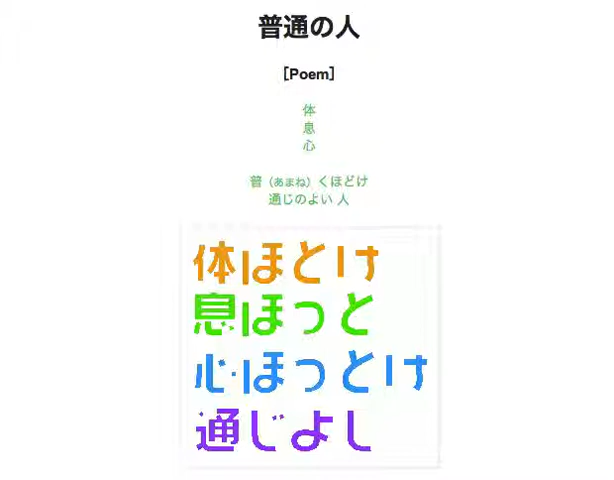 普通の人
［Poem］
体
息
心
普（あまね）くほどけ
通じのよい 人
体ほとけ
息ほっと
心ほっとけ
通じよし